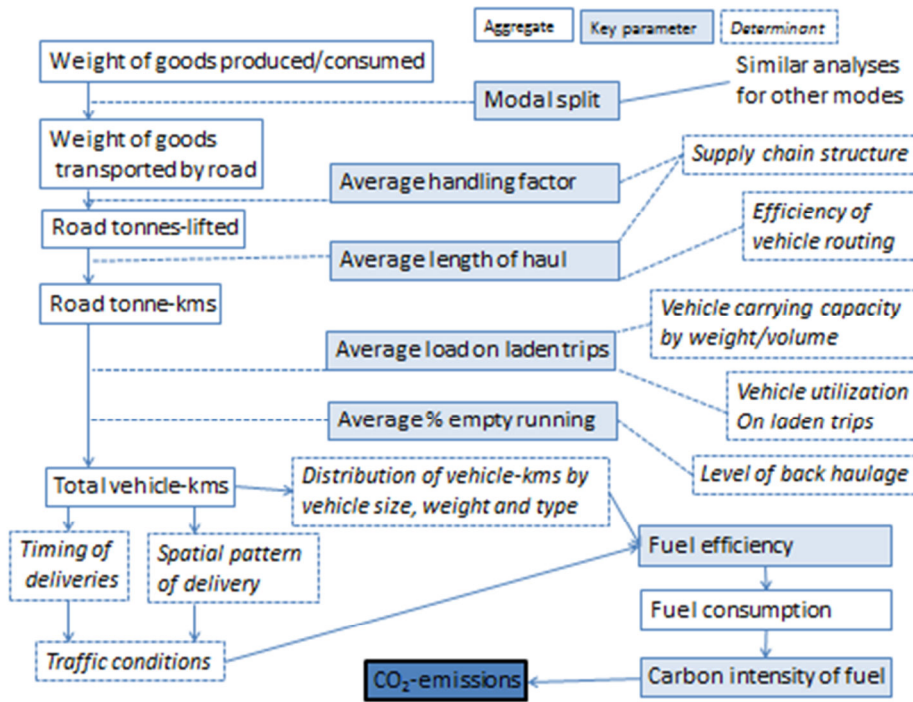 Aggregate
Key parameter
Determinant
Weight of goods produced/consumed
Similar analyses
for other modes
Modal split
Weight of goods
transported by road
Supply chain structure
Average handling factor
Road tonnes-lifted
Efficiency of
vehicle routing
Average length of haul
Road tonne-kms
Vehicle carrying capacity
by weight/volume
Average load on laden trips
Vehicle utilization
On laden trips
Average % empty running
Level of back haulage
Total vehicle-kms
Distribution of vehicle-kms by
vehicle size, weight and type
Timing of
deliveries
Spatial pattern
of delivery
Fuel efficiency
Fuel consumption
Traffic conditions
CO₂-emissions
Carbon intensity of fuel